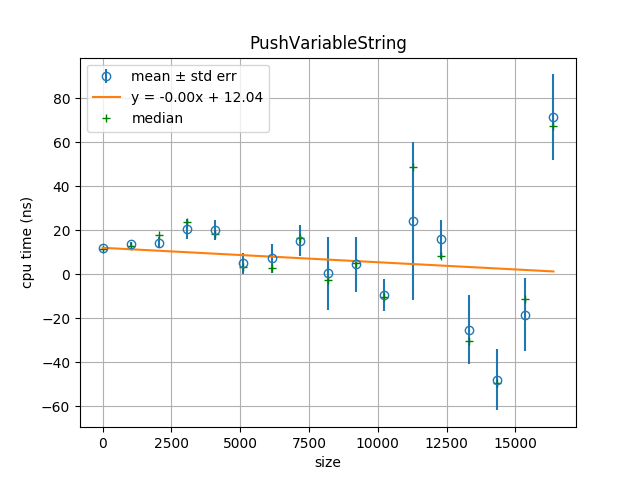 PushVariableString
mean ± std err
y = -0.00x + 12.04
median
cpu time (ns)
80
60
40
20
0
−20
−40
−60
0 2500 5000 7500 10000 12500 15000
size